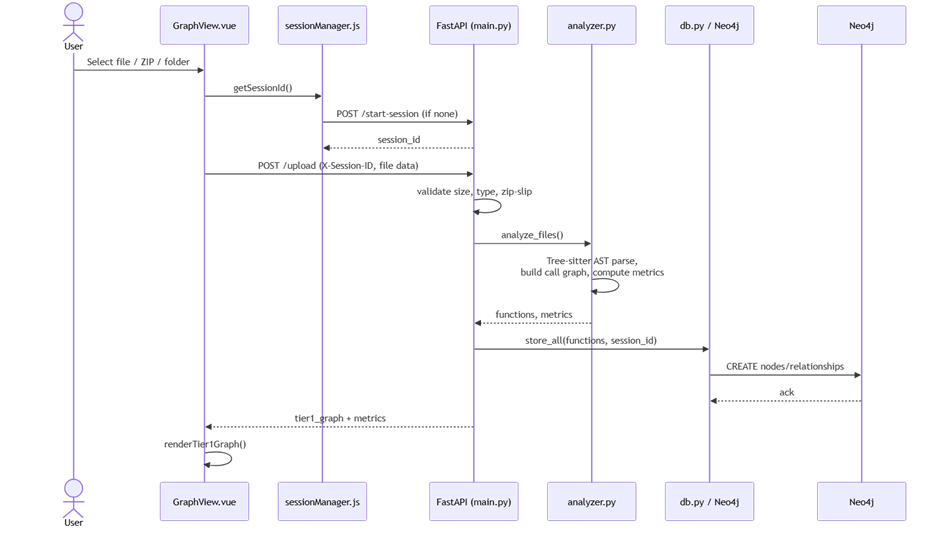 User
GraphView.vue
sessionManager.js
FastAPI (main.py)
analyzer.py
db.py / Neo4j
Neo4j
Select file / ZIP / folder
getSessionId()
POST /start-session (if none)
session_id
POST /upload (X-Session-ID, file data)
validate size, type, zip-slip
analyze_files()
Tree-sitter AST parse,
build call graph, compute metrics
functions, metrics
store_all(functions, session_id)
CREATE nodes/relationships
ack
tier1_graph + metrics
renderTier1Graph()
User
GraphView.vue
sessionManager.js
FastAPI (main.py)
analyzer.py
db.py / Neo4j
Neo4j